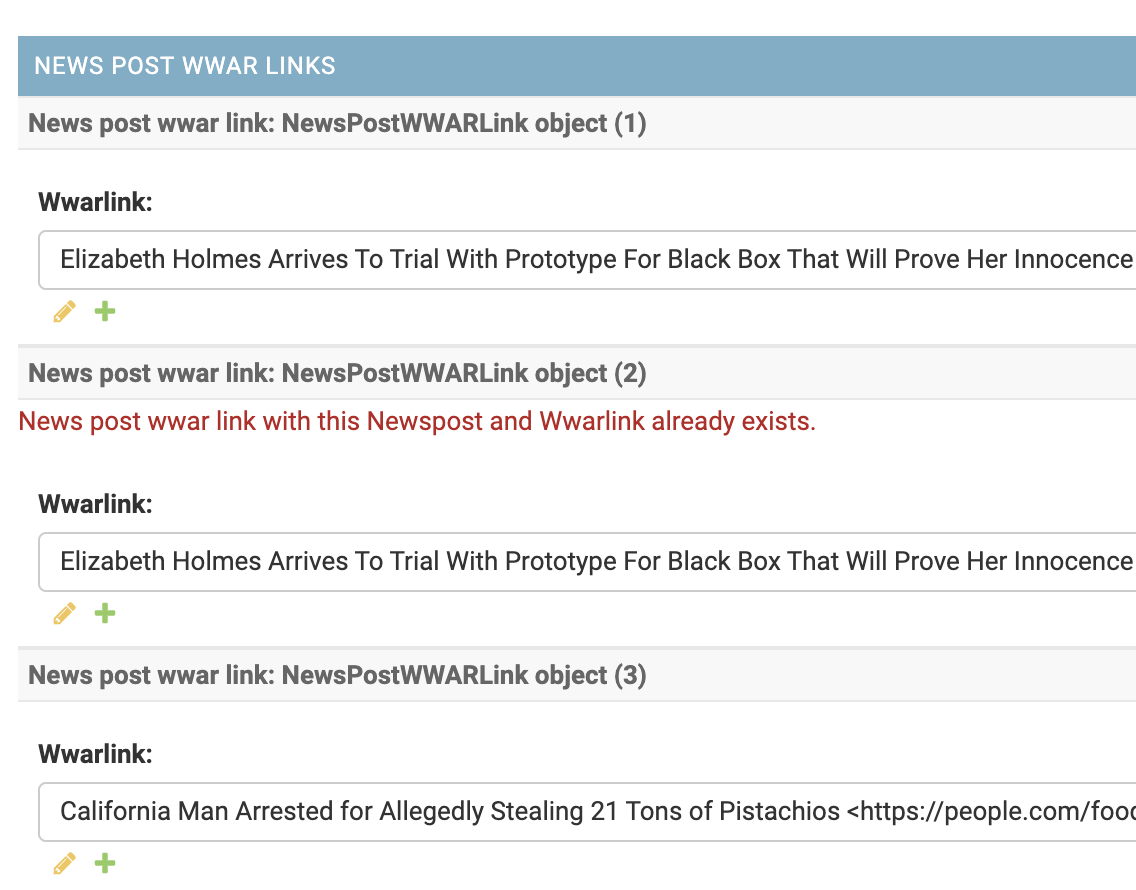 NEWS POST WWAR LINKS
News post wwar link: NewsPostWWARLink object (1)
Wwarlink:
Elizabeth Holmes Arrives To Trial With Prototype For Black Box That Will Prove Her Innocence
News post wwar link: NewsPostWWARLink object (2)
News post wwar link with this Newspost and Wwarlink already exists.
Wwarlink:
Elizabeth Holmes Arrives To Trial With Prototype For Black Box That Will Prove Her Innocence
News post wwar link: NewsPostWWARLink object (3)
Wwarlink:
California Man Arrested for Allegedly Stealing 21 Tons of Pistachios <https://people.com/food